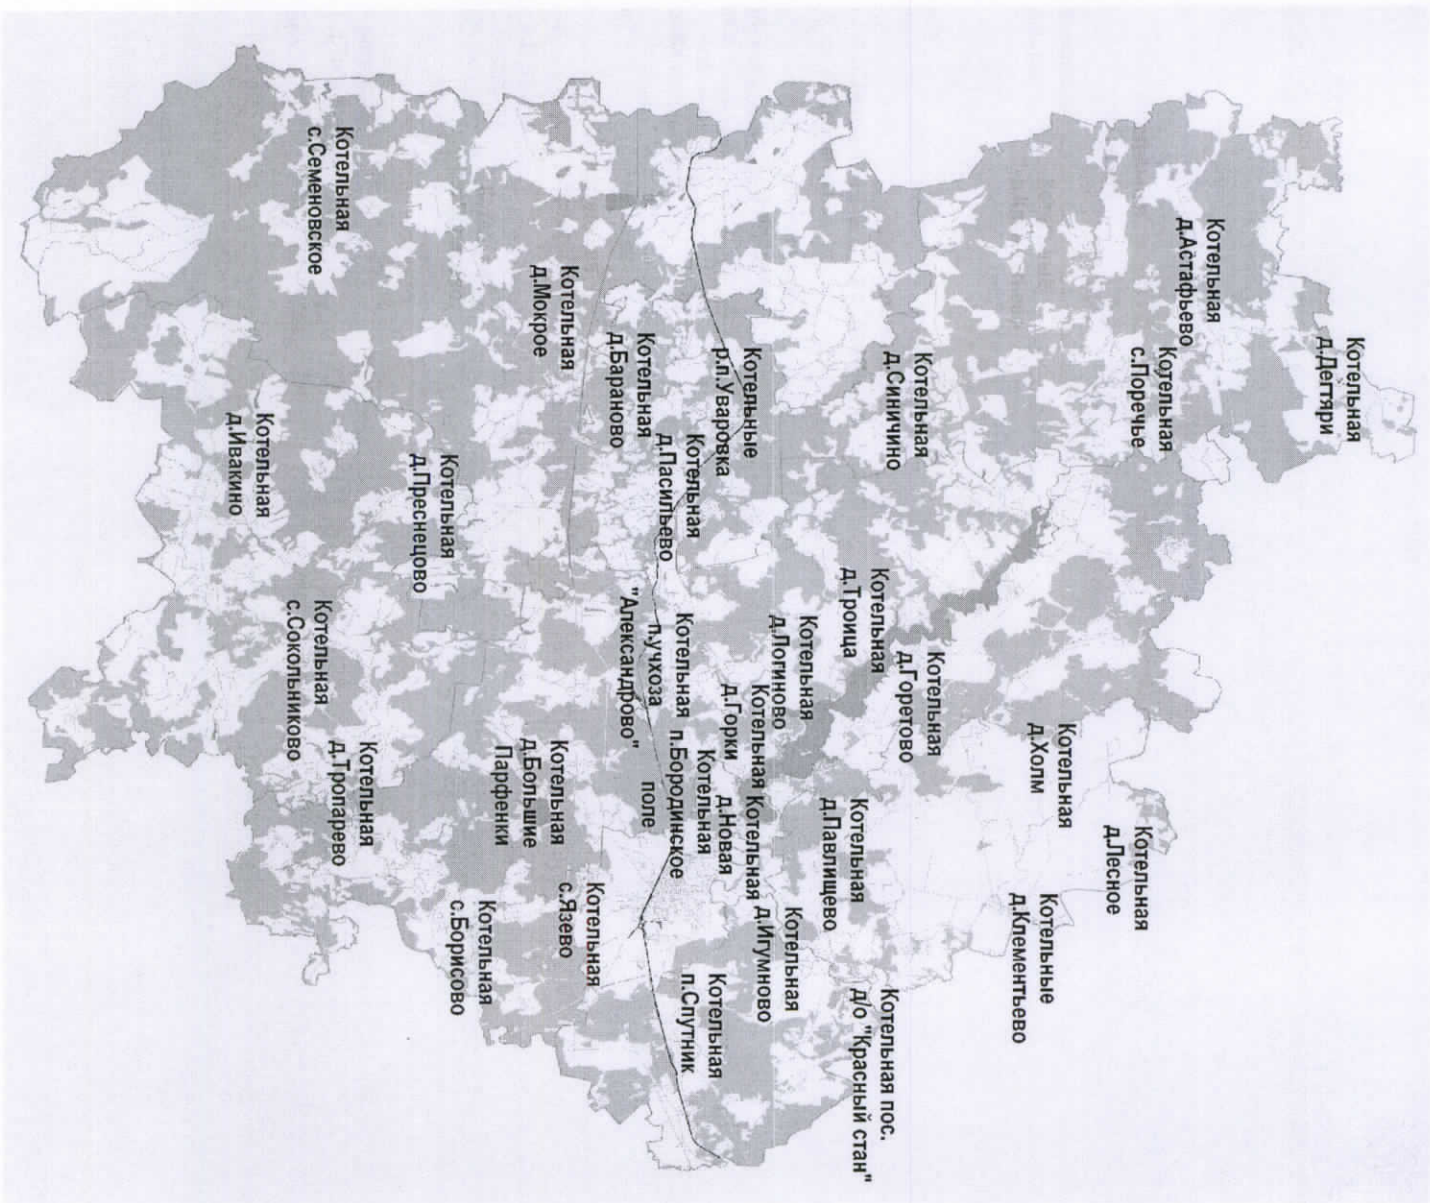 Котельная
д.Дегтяри
Котельная
д.Астафьево
Котельная
с.Поречье
Котельная
д.Лесное
Котельная
д.Холм
Котельные
д.Клементьево
Котельная
д.Горетово
Котельная
д.Синичино
Котельная пос.
д/о "Красный стан"
Котельная
д.Троица
Котельная
д.Павлищево
Котельная
д.Логиново
Котельная
д.Игумново
Котельная
д.Горки
Котельная
д.Новая
Котельные
р.п.Уваровка
Котельная
п.Спутник
Котельная
п.Бородинское
поле
Котельная
д.Пасильево
Котельная
п.учхоза
"Александрово"
Котельная
д.Бараново
Котельная
с.Язево
Котельная
д.Мокрое
Котельная
д.Большие
Парфенки
Котельная
с.Борисово
Котельная
д.Преснецово
Котельная
д.Тропарево
Котельная
с.Семеновское
Котельная
с.Сокольниково
Котельная
д.Ивакино